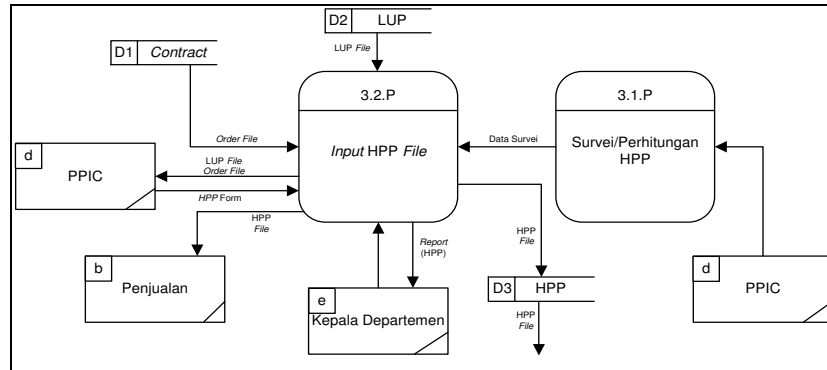 D2 LUP
LUP File
D1 Contract
3.2.P
3.1.P
Order File
Input HPP File
Data Survei
Survei/Perhitungan
HPP
d
PPIC
LUP File
Order File
HPP Form
HPP
File
b
Penjualan
Report
(HPP)
e
Kepala Departemen
HPP
File
D3 HPP
HPP
File
d
PPIC